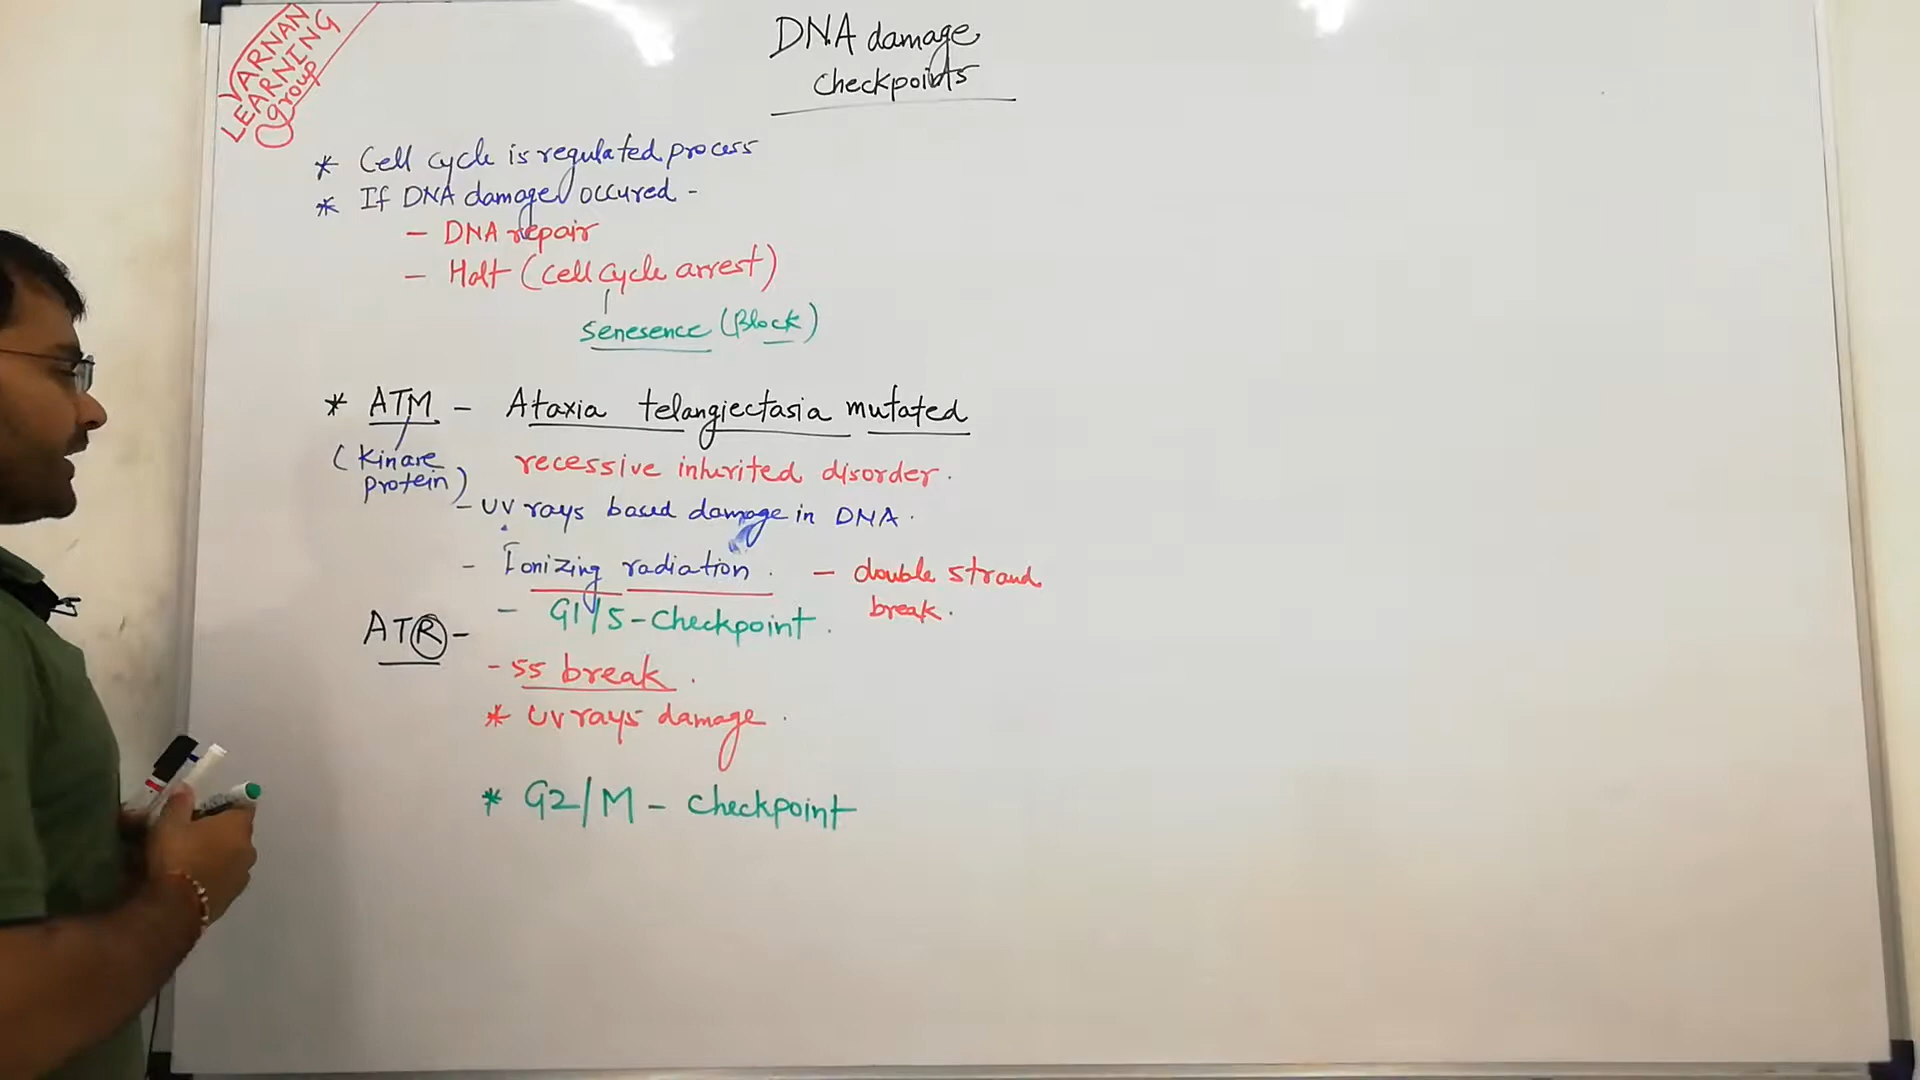 VARNAN
LEARNING
Group
DNA damage
checkpoints
* Cell cycle is regulated process
* If DNA damage occured -
- DNA repair
- Halt (cell cycle arrest)
Senesence (Block)
* ATM - Ataxia telangiectasia mutated
(Kinase protein)
recessive inherited disorder.
- UV rays based damage in DNA.
- Ionizing radiation. - double strand break.
- G1/S - Checkpoint.
ATR -
- SS break.
* UV rays damage.
* G2/M - Checkpoint